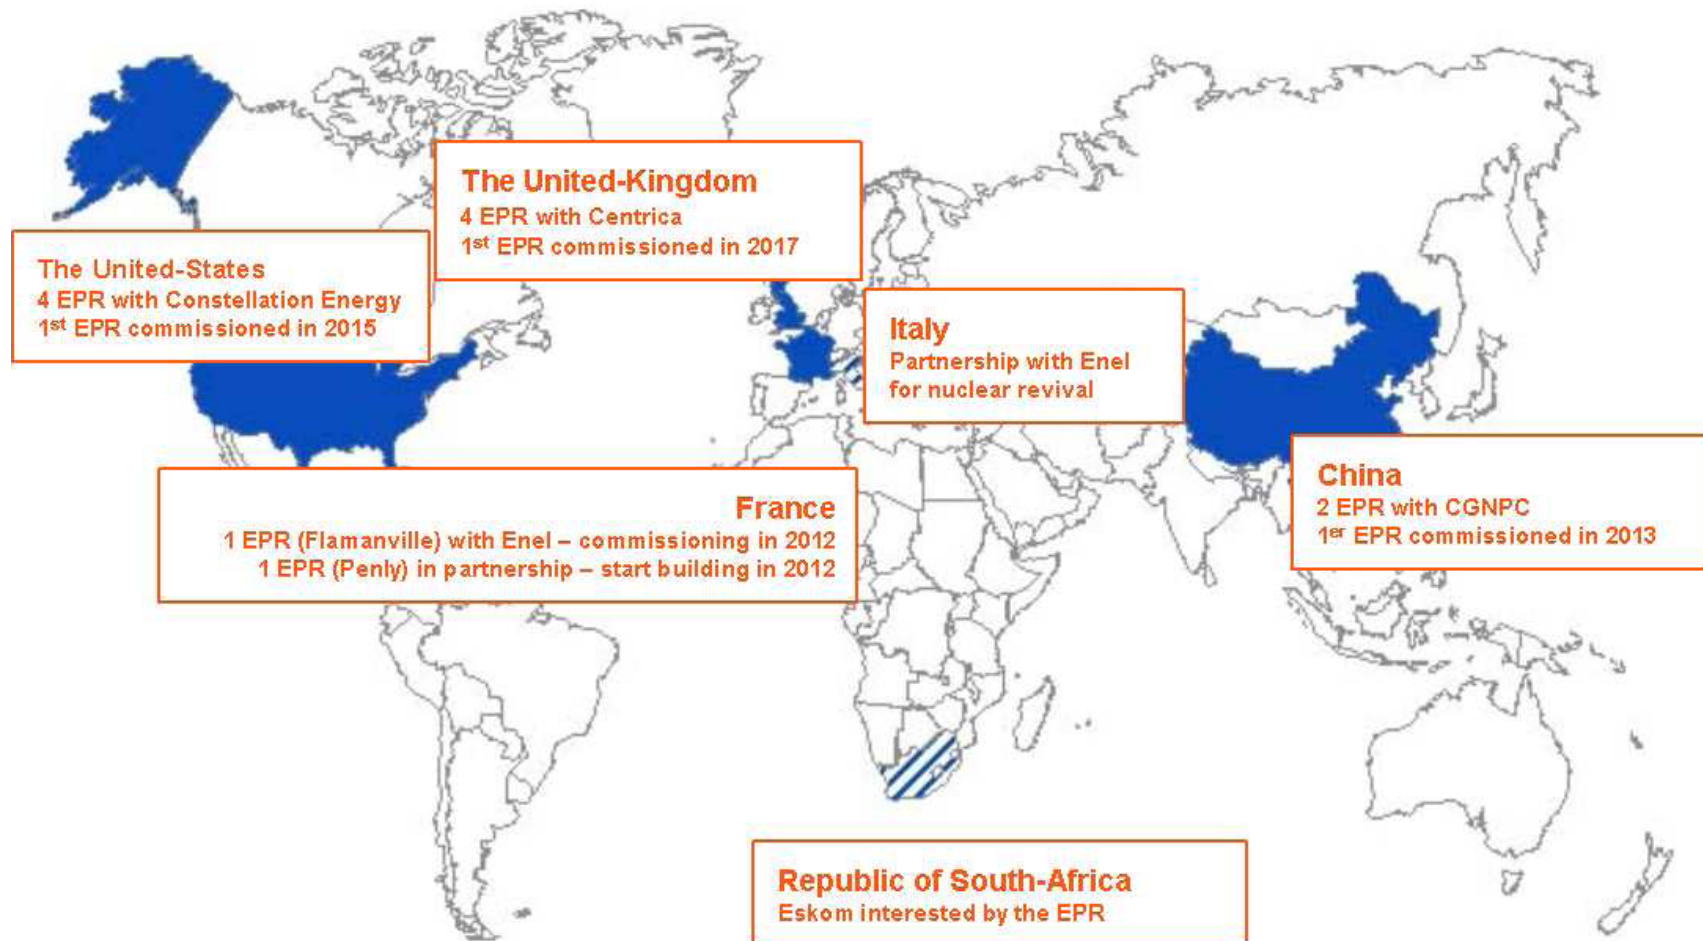 The United-Kingdom
4 EPR with Centrica
1st EPR commissioned in 2017
The United-States
4 EPR with Constellation Energy
1st EPR commissioned in 2015
Italy
Partnership with Enel
for nuclear revival
China
2 EPR with CGNPC
1er EPR commissioned in 2013
France
1 EPR (Flamanville) with Enel – commissioning in 2012
1 EPR (Penly) in partnership – start building in 2012
Republic of South-Africa
Eskom interested by the EPR